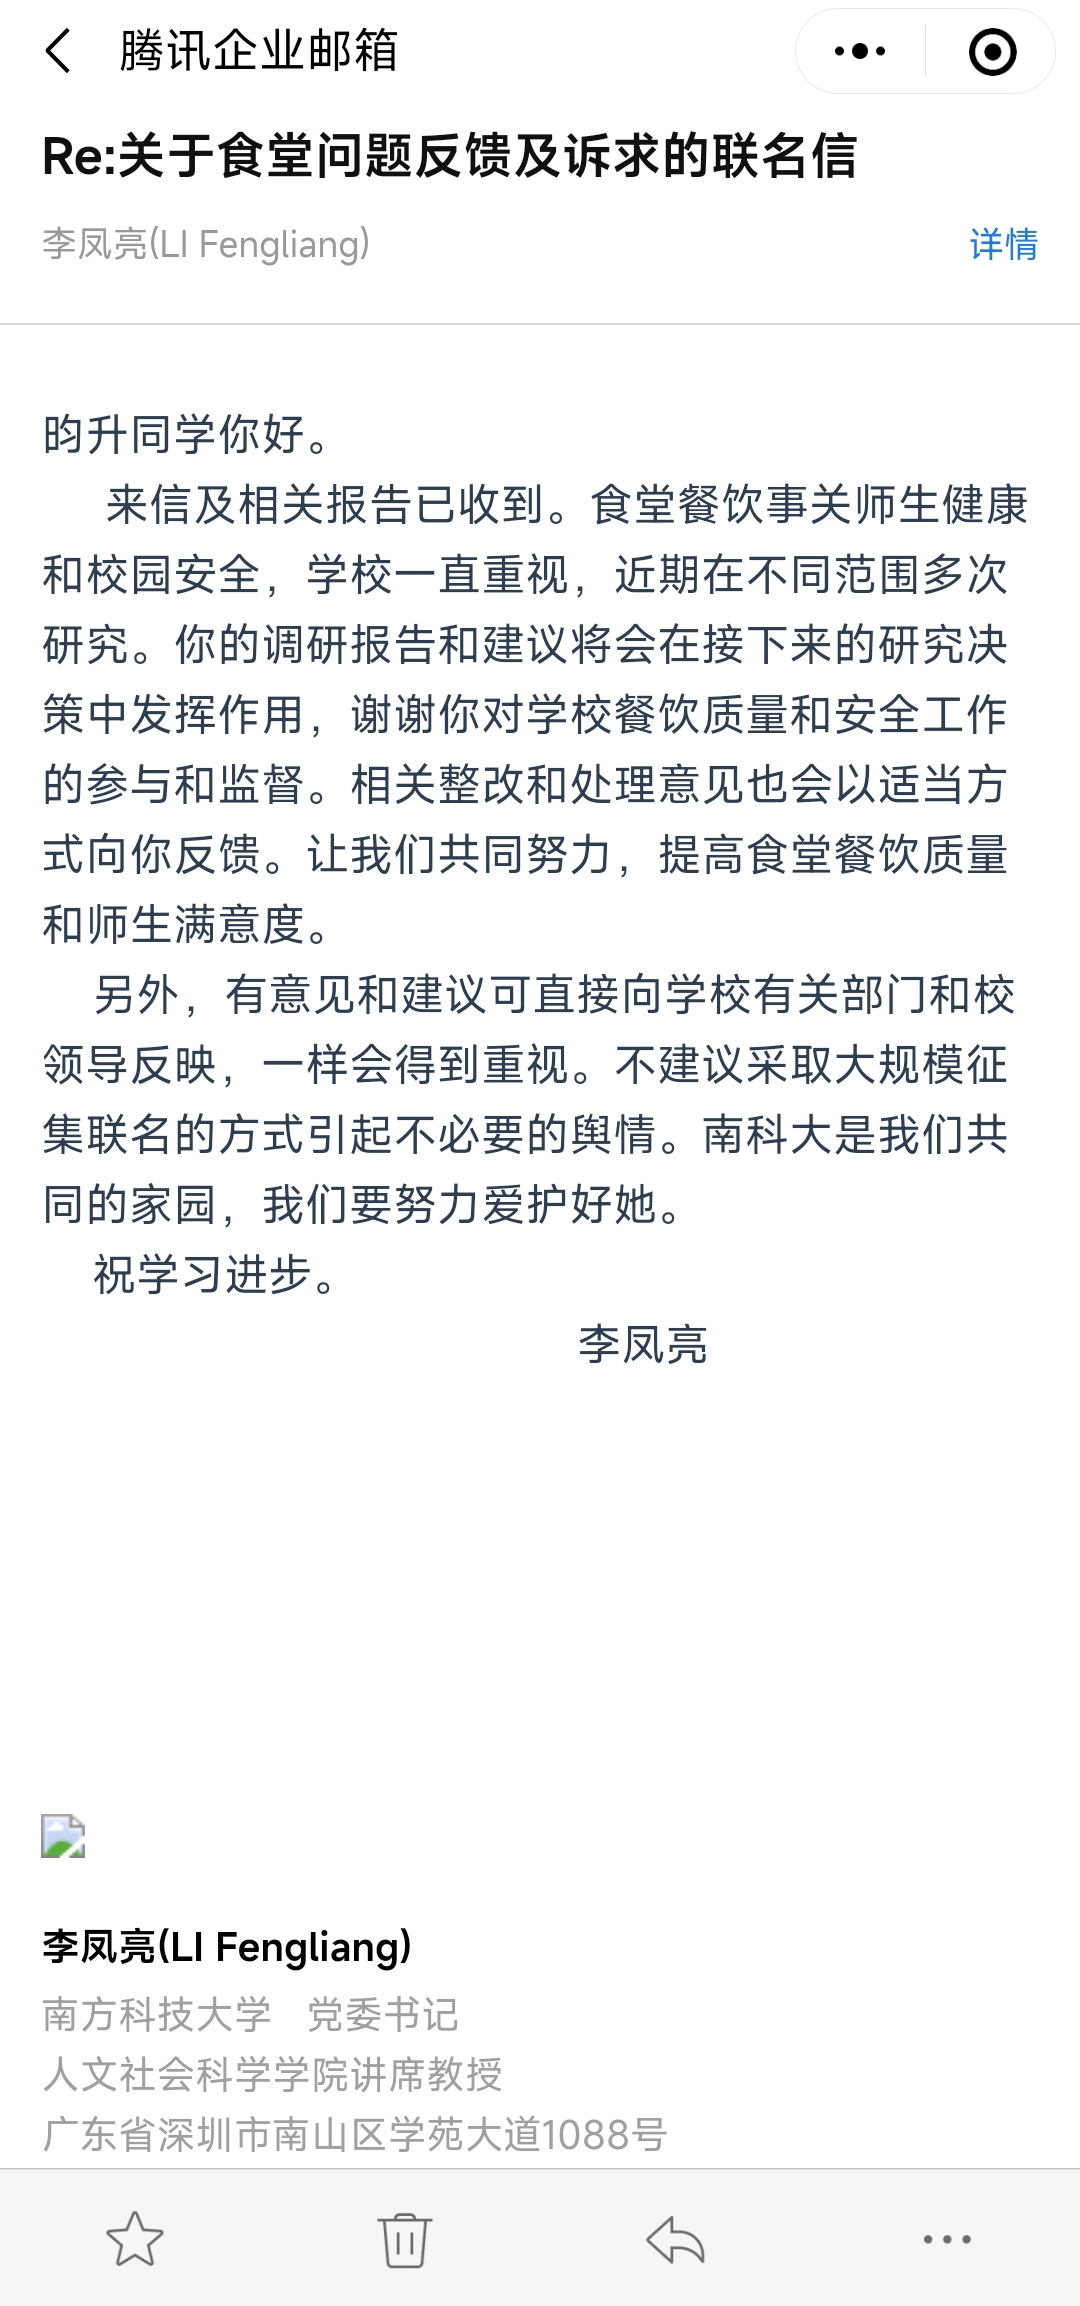 腾讯企业邮箱
Re:关于食堂问题反馈及诉求的联名信
李凤亮(LI Fengliang)
详情
昀升同学你好。
来信及相关报告已收到。食堂餐饮事关师生健康
和校园安全，学校一直重视，近期在不同范围多次
研究。你的调研报告和建议将会在接下来的研究决
策中发挥作用，谢谢你对学校餐饮质量和安全工作
的参与和监督。相关整改和处理意见也会以适当方
式向你反馈。让我们共同努力，提高食堂餐饮质量
和师生满意度。
另外，有意见和建议可直接向学校有关部门和校
领导反映，一样会得到重视。不建议采取大规模征
集联名的方式引起不必要的舆情。南科大是我们共
同的家园，我们要努力爱护好她。
祝学习进步。
李凤亮
李凤亮(LI Fengliang)
南方科技大学 党委书记
人文社会科学学院讲席教授
广东省深圳市南山区学苑大道1088号